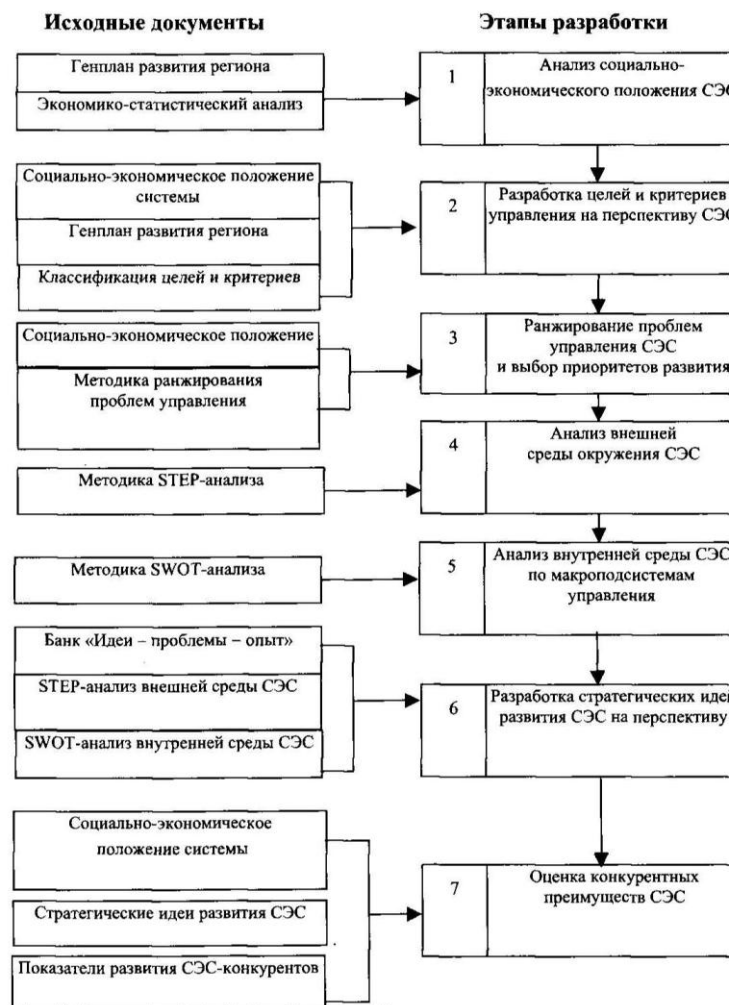 Исходные документы
Этапы разработки
Генплан развития региона
Экономико-статистический анализ
1
Анализ социально-
экономического положения СЭС
Социально-экономическое положение
системы
Генплан развития региона
Классификация целей и критериев
2
Разработка целей и критериев
управления на перспективу СЭС
Социально-экономическое положение
Методика ранжирования
проблем управления
3
Ранжирование проблем
управления СЭС
и выбор приоритетов развития
Методика STEP-анализа
4
Анализ внешней
среды окружения СЭС
Методика SWOT-анализа
5
Анализ внутренней среды СЭС
по макроподсистемам
управления
Банк «Идеи – проблемы – опыт»
STEP-анализ внешней среды СЭС
SWOT-анализ внутренней среды СЭС
6
Разработка стратегических идей
развития СЭС на перспективу
Социально-экономическое
положение системы
Стратегические идеи развития СЭС
Показатели развития СЭС-конкурентов
7
Оценка конкурентных
преимуществ СЭС